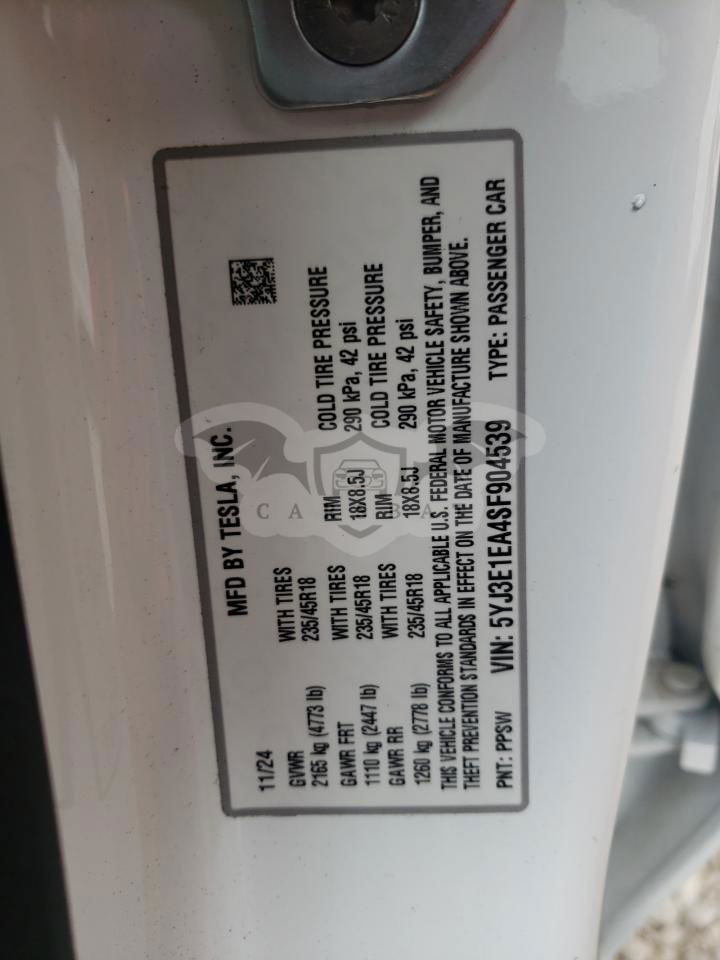 MFD BY TESLA, INC.
11/24
GVWR WITH TIRES RIM COLD TIRE PRESSURE
2165 kg (4773 lb) 235/45R18 18X8.5J 290 kPa, 42 psi
GAWR FRT WITH TIRES RIM COLD TIRE PRESSURE
1110 kg (2447 lb) 235/45R18 18X8.5J 290 kPa, 42 psi
GAWR RR WITH TIRES
1260 kg (2778 lb) 235/45R18
THIS VEHICLE CONFORMS TO ALL APPLICABLE U.S. FEDERAL MOTOR VEHICLE SAFETY, BUMPER, AND
THEFT PREVENTION STANDARDS IN EFFECT ON THE DATE OF MANUFACTURE SHOWN ABOVE.
PNT: PPSW VIN: 5YJ3E1EA4SF904539 TYPE: PASSENGER CAR